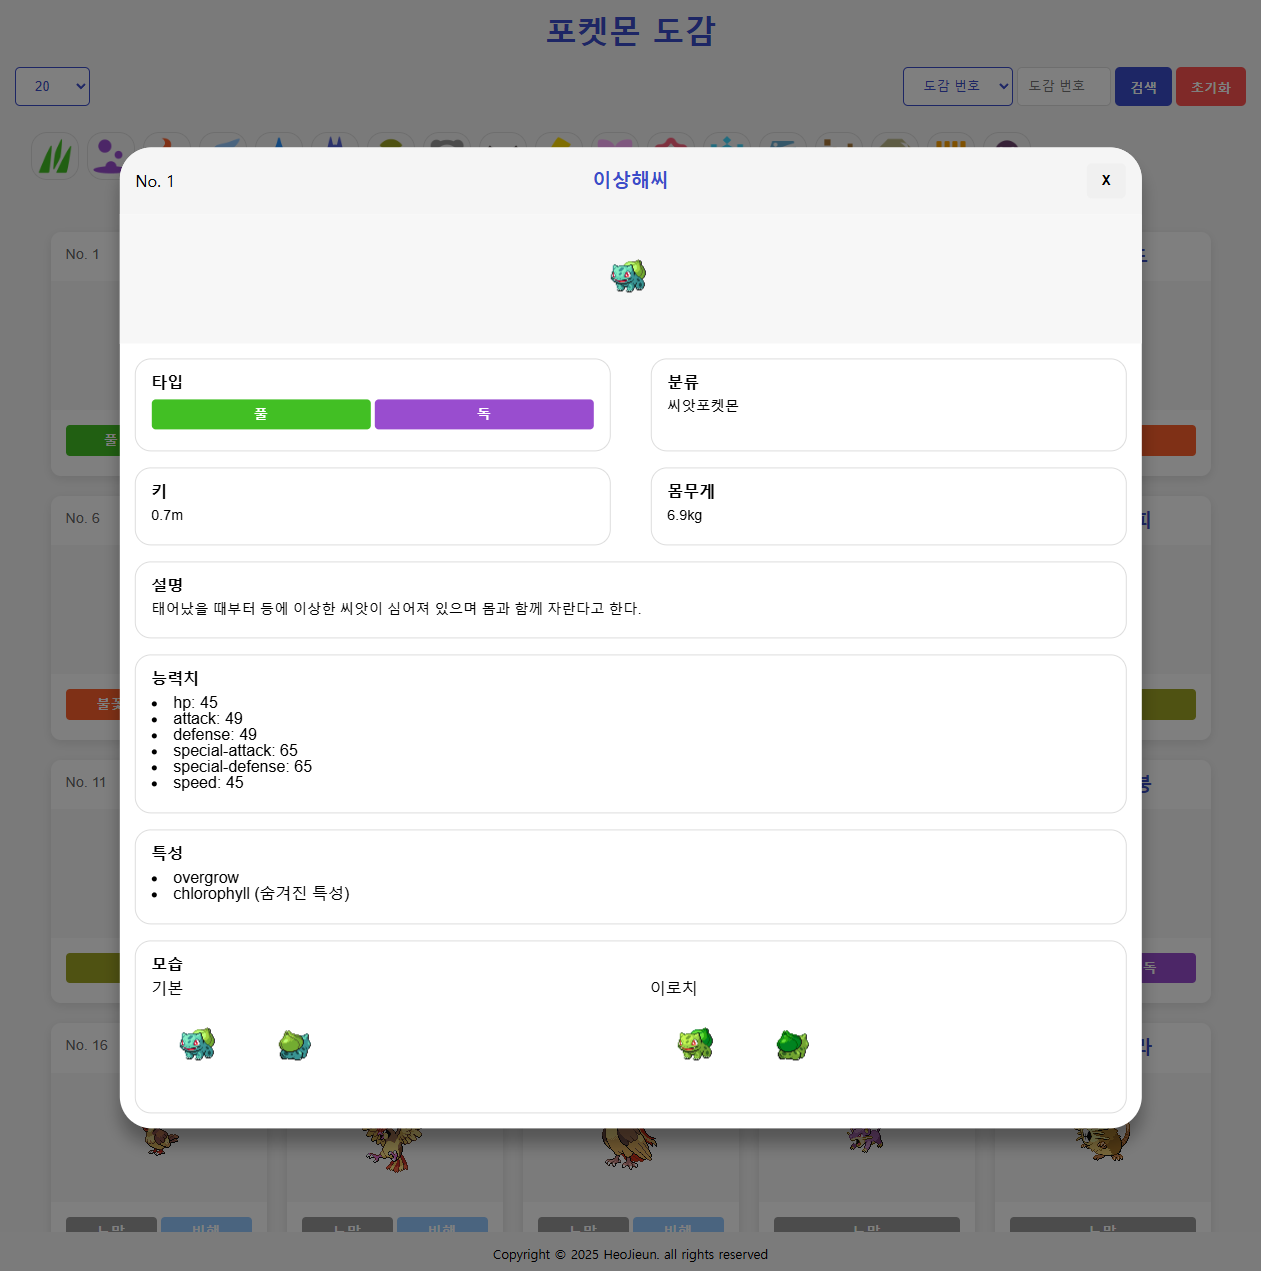 포켓몬 도감
20
도감 번호
도감 번호
검색
초기화
No. 1
이상해씨
X
No. 1
타입
풀
독
분류
씨앗포켓몬
풀
키
0.7m
몸무게
6.9kg
No. 6
피
설명
태어났을 때부터 등에 이상한 씨앗이 심어져 있으며 몸과 함께 자란다고 한다.
능력치
hp: 45
attack: 49
defense: 49
special-attack: 65
special-defense: 65
speed: 45
No. 11
특성
overgrow
chlorophyll (숨겨진 특성)
모습
기본
이로치
독
No. 16
Copyright © 2025 HeoJieun. all rights reserved